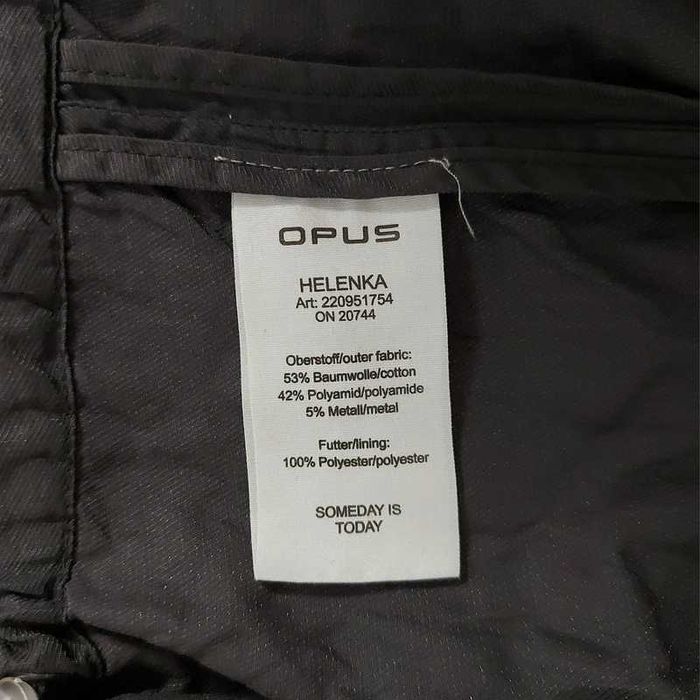 OPUS
HELENKA
Art: 220951754
ON 20744
Oberstoff/outer fabric:
53% Baumwolle/cotton
42% Polyamid/polyamide
5% Metall/metal
Futter/lining:
100% Polyester/polyester
SOMEDAY IS
TODAY